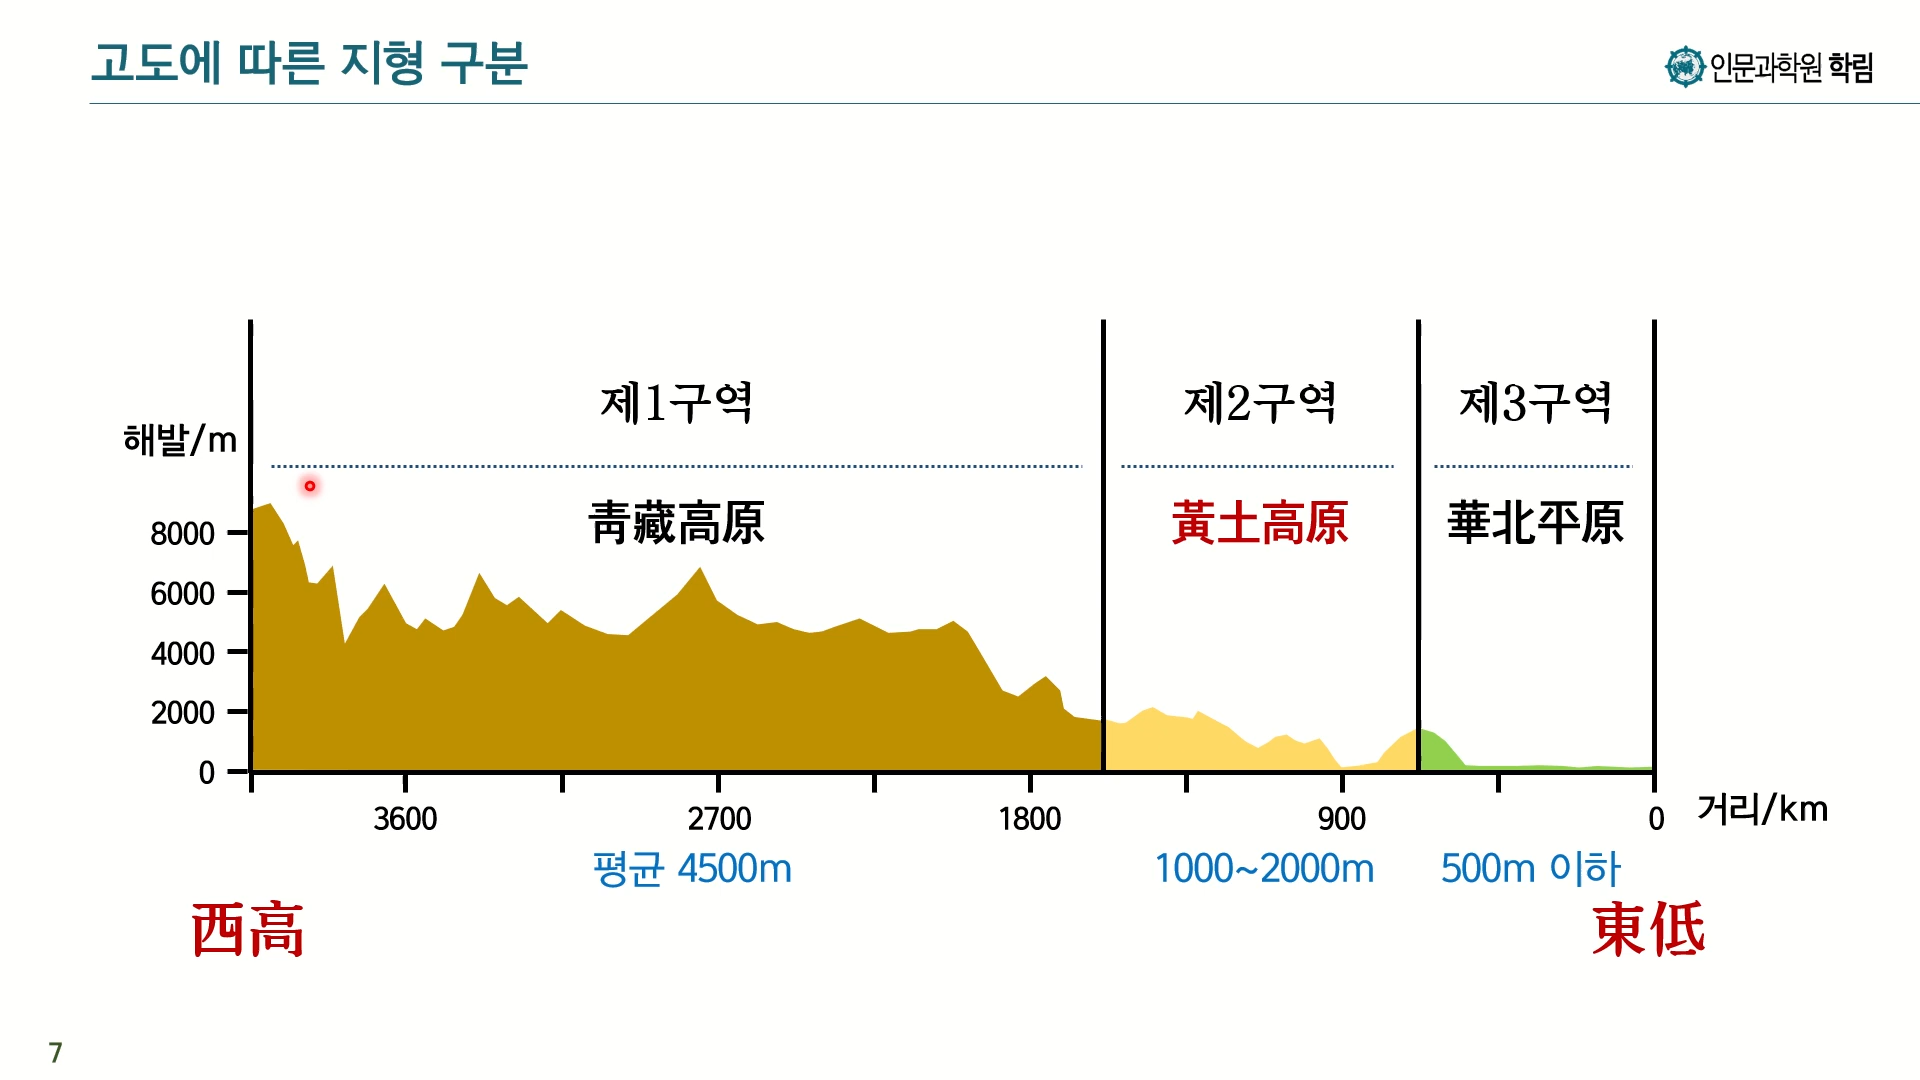 고도에 따른 지형 구분
인문과학원 학림
제1구역
제2구역
제3구역
해발/m
靑藏高原
黃土高原
華北平原
8000
6000
4000
2000
0
3600
2700
1800
900
0
거리/km
평균 4500m
1000~2000m
500m 이하
西高
東低
7